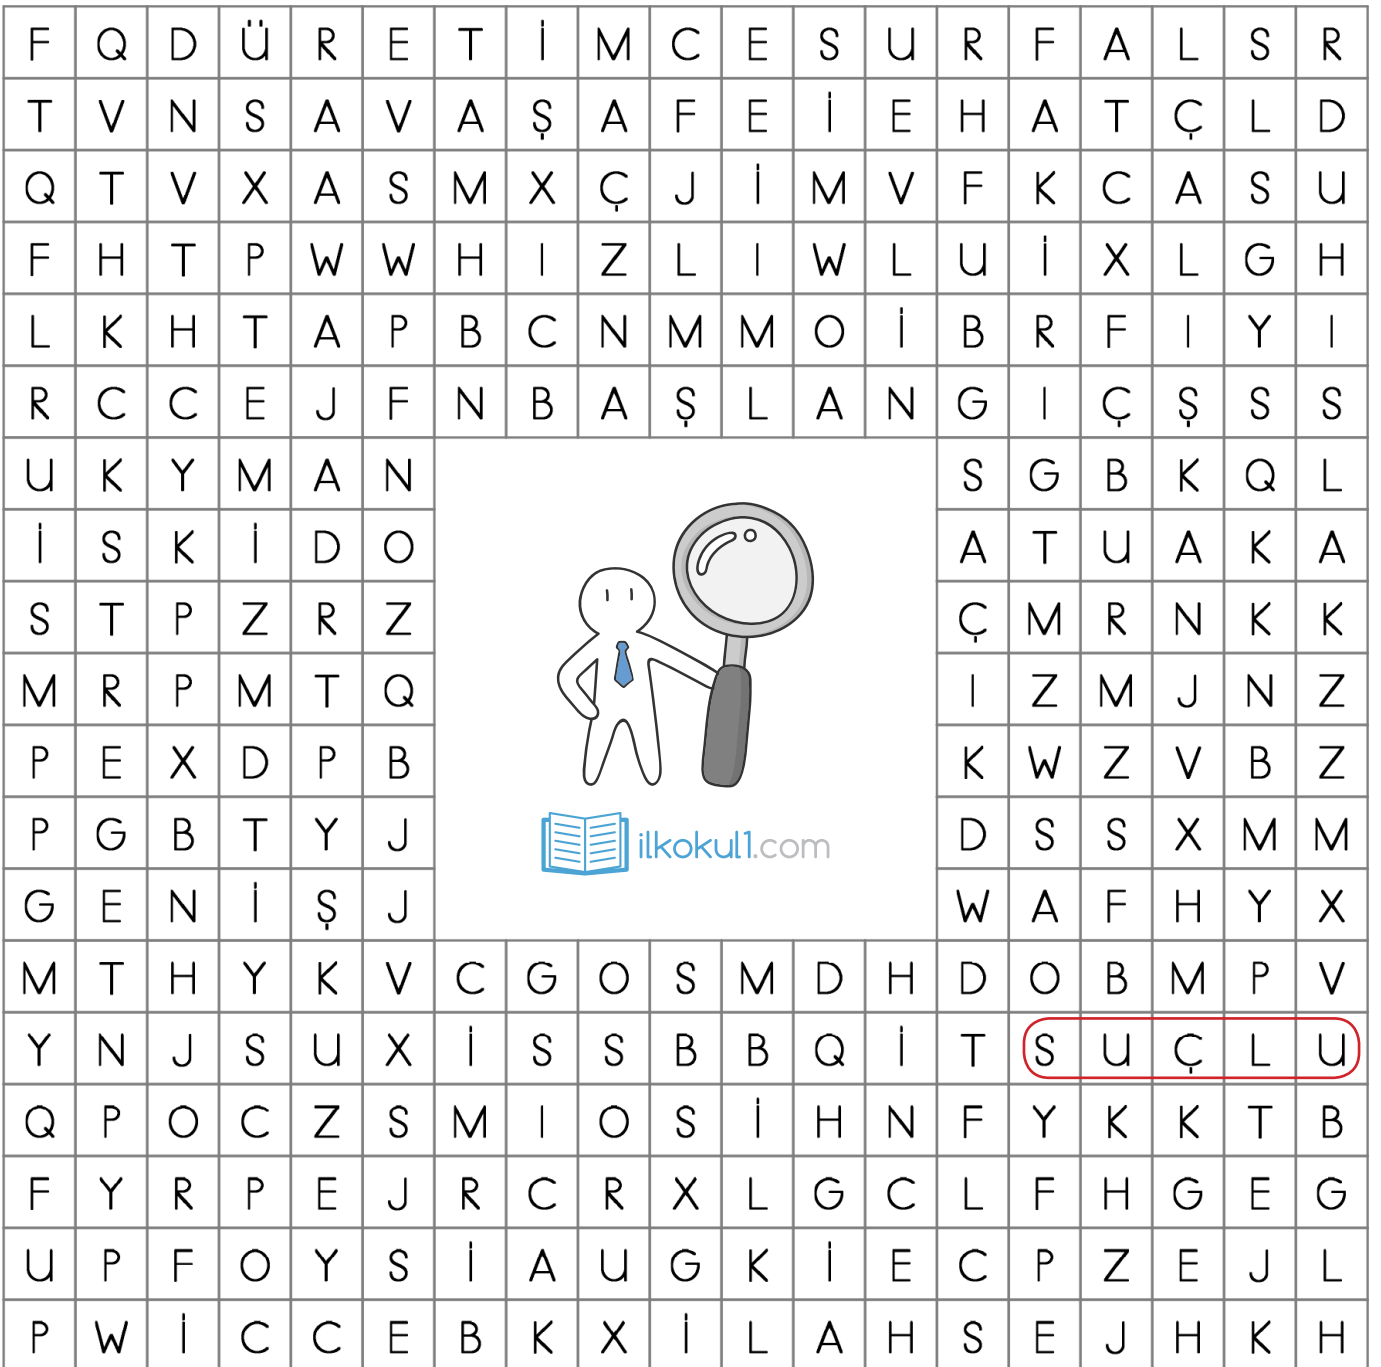 F Q D Ü R E T İ M C E S U R F A L S R
T V N S A V A Ş A F E İ E H A T Ç L D
Q T V X A S M X Ç J İ M V F K C A S U
F H T P W W H I Z L I W L U İ X L G H
L K H T A P B C N M M O İ B R F I Y I
R C C E J F N B A Ş L A N G I Ç Ş S S
U K Y M A N S G B K Q L
İ S K İ D O A T U A K A
S T P Z R Z Ç M R N K K
M R P M T Q I Z M J N Z
P E X D P B K W Z V B Z
P G B T Y J D S S X M M
ilkokul1.com
G E N İ Ş J W A F H Y X
M T H Y K V C G O S M D H D O B M P V
Y N J S U X İ S S B B Q İ T S U Ç L U
Q P O C Z S M I O S İ H N F Y K K T B
F Y R P E J R C R X L G C L F H G E G
U P F O Y S İ A U G K İ E C P Z E J L
P W İ C C E B K X İ L A H S E J H K H